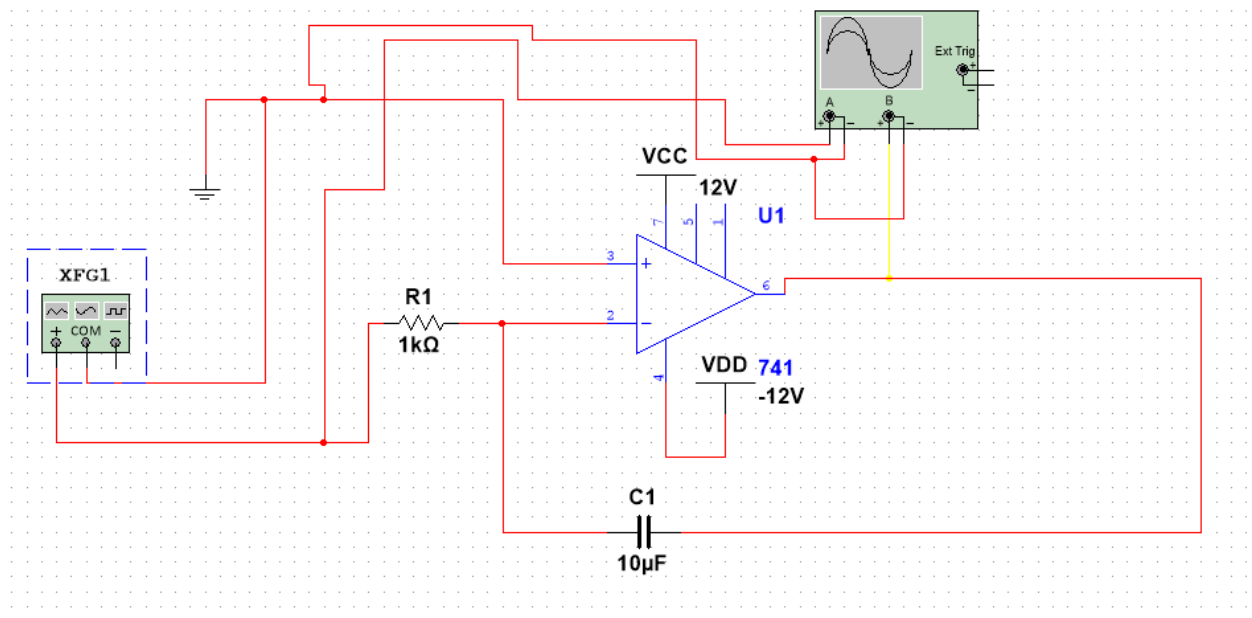 Ext Trig
+
−
A
B
+ −
+ −
VCC
12V
U1
7
5
1
3
+
6
XFG1
+ COM −
R1
1kΩ
2
−
4
VDD
741
-12V
C1
10µF